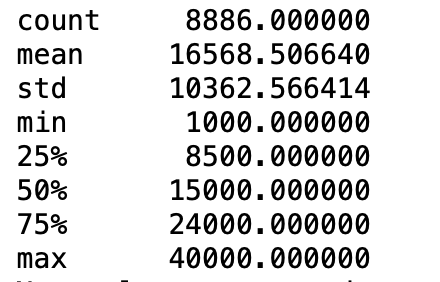 count 8886.000000
mean 16568.506640
std 10362.566414
min 1000.000000
25% 8500.000000
50% 15000.000000
75% 24000.000000
max 40000.000000